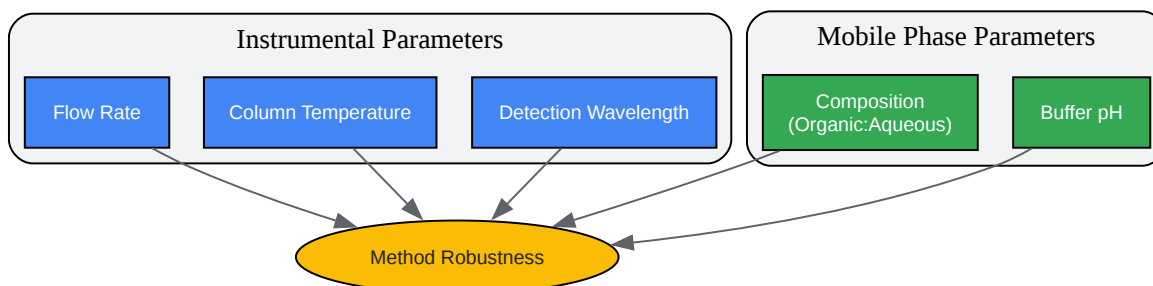 Instrumental Parameters
Mobile Phase Parameters
Flow Rate
Column Temperature
Detection Wavelength
Composition
(Organic:Aqueous)
Buffer pH
Method Robustness